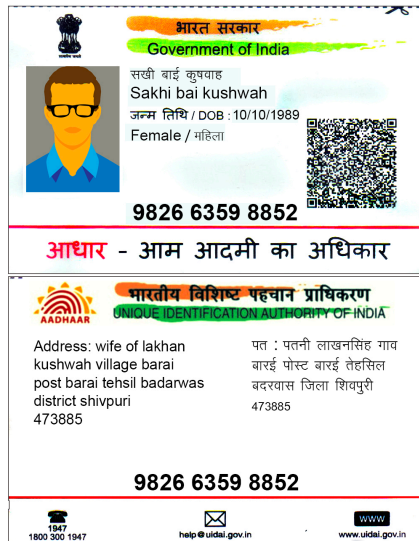 भारत सरकार
Government of India
सखी बाई कुषवाह
Sakhi bai kushwah
जन्म तिथि / DOB : 10/10/1989
Female / महिला
9826 6359 8852
आधार - आम आदमी का अधिकार
भारतीय विशिष्ट पहचान प्राधिकरण
AADHAAR
UNIQUE IDENTIFICATION AUTHORITY OF INDIA
Address: wife of lakhan
kushwah village barai
post barai tehsil badarwas
district shivpuri
473885
पत : पतनी लाखनसिंह गाव
बारई पोस्ट बारई तेहसिल
बदरवास जिला शिवपुरी
473885
9826 6359 8852
1947
1800 300 1947
help@uidai.gov.in
WWW
www.uidai.gov.in